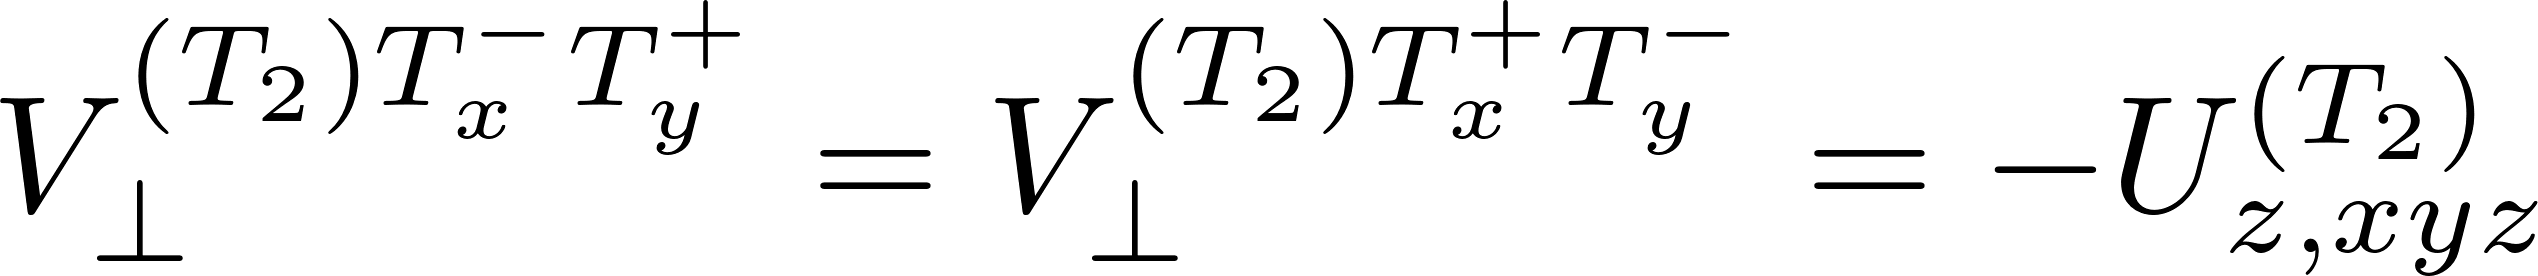 $V_{\perp}^{(T_2)T_x^-T_y^+} = V_{\perp}^{(T_2)T_x^+T_y^-} = -U_{z,xyz}^{(T_2)}$